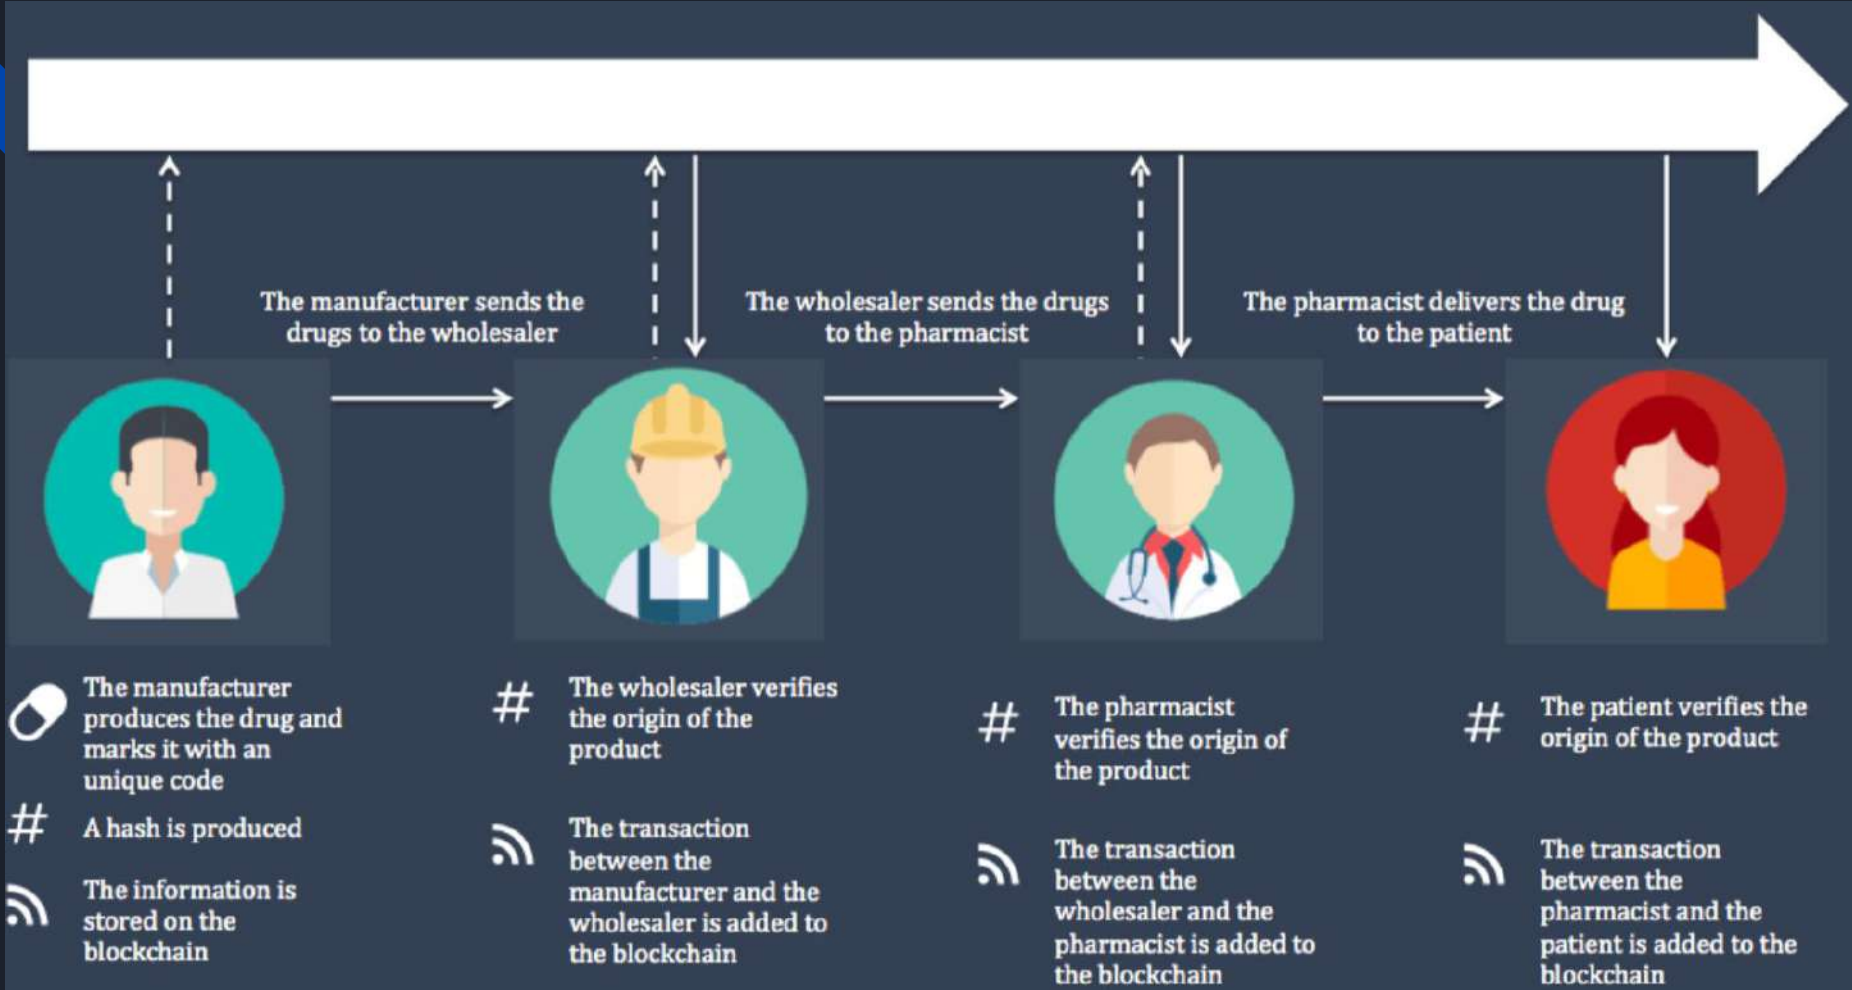 The manufacturer sends the
drugs to the wholesaler
The wholesaler sends the drugs
to the pharmacist
The pharmacist delivers the drug
to the patient
The manufacturer
produces the drug and
marks it with an
unique code
# A hash is produced
The information is
stored on the
blockchain
# The wholesaler verifies
the origin of the
product
The transaction
between the
manufacturer and the
wholesaler is added to
the blockchain
# The pharmacist
verifies the origin of
the product
The transaction
between the
wholesaler and the
pharmacist is added to
the blockchain
# The patient verifies the
origin of the product
The transaction
between the
pharmacist and the
patient is added to the
blockchain